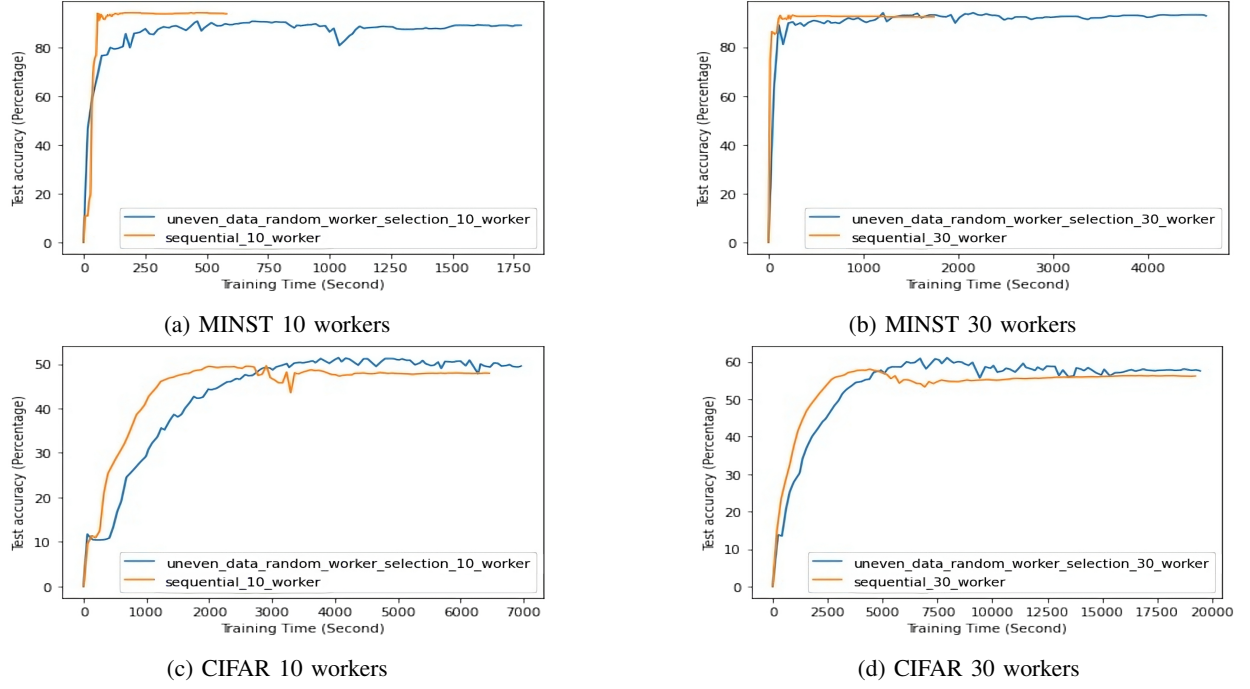 Test accuracy (Percentage)
80
60
40
20
0
uneven_data_random_worker_selection_10_worker
sequential_10_worker
0 250 500 750 1000 1250 1500 1750
Training Time (Second)
(a) MINST 10 workers
Test accuracy (Percentage)
80
60
40
20
0
uneven_data_random_worker_selection_30_worker
sequential_30_worker
0 1000 2000 3000 4000
Training Time (Second)
(b) MINST 30 workers
Test accuracy (Percentage)
50
40
30
20
10
0
uneven_data_random_worker_selection_10_worker
sequential_10_worker
0 1000 2000 3000 4000 5000 6000 7000
Training Time (Second)
(c) CIFAR 10 workers
Test accuracy (Percentage)
60
50
40
30
20
10
0
uneven_data_random_worker_selection_30_worker
sequential_30_worker
0 2500 5000 7500 10000 12500 15000 17500 20000
Training Time (Second)
(d) CIFAR 30 workers